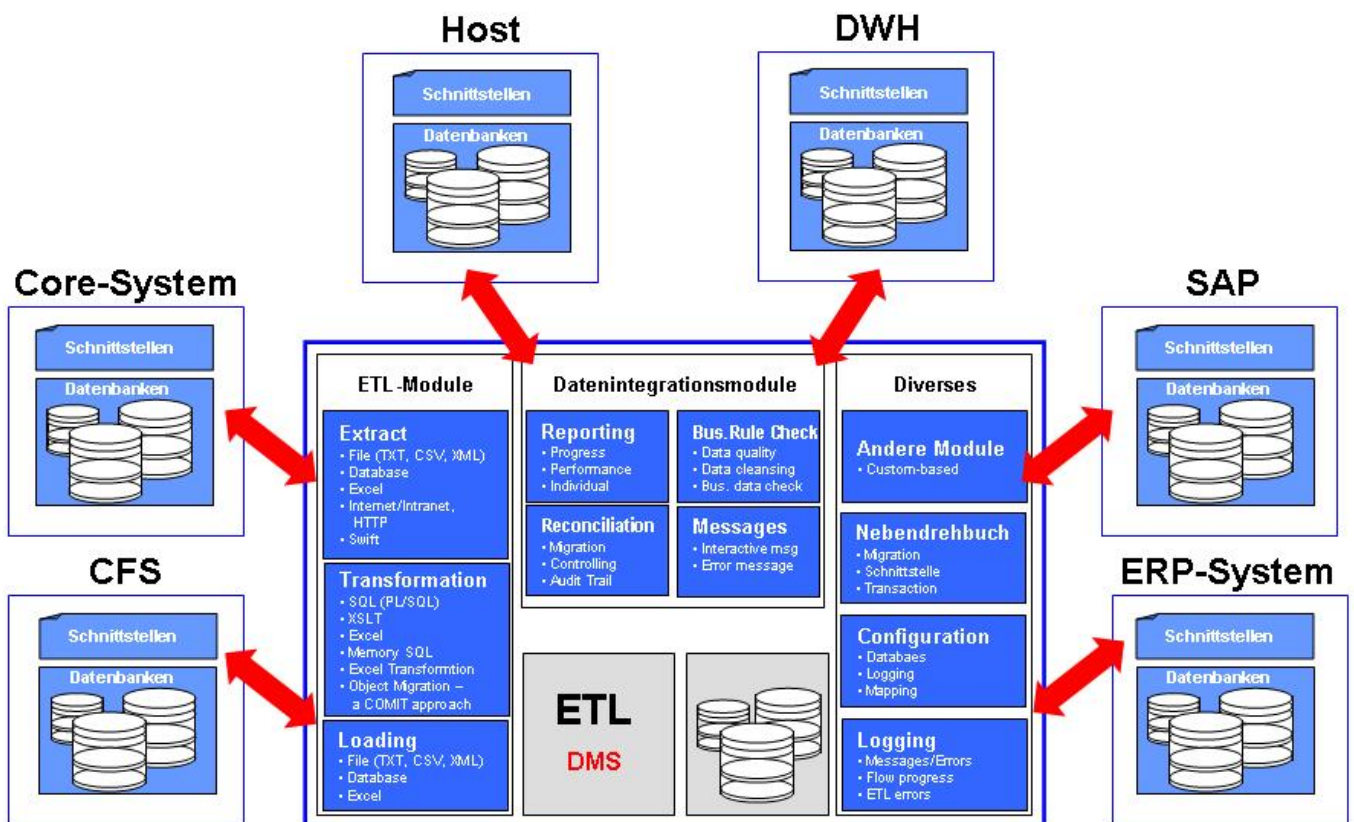 Host
Schnittstellen
Datenbanken
DWH
Schnittstellen
Datenbanken
Core-System
Schnittstellen
Datenbanken
SAP
Schnittstellen
Datenbanken
CFS
Schnittstellen
Datenbanken
ERP-System
Schnittstellen
Datenbanken
ETL-Module
Extract
• File (TXT, CSV, XML)
• Database
• Excel
• Internet/Intranet,
HTTP
• Swift
Transformation
• SQL (PL/SQL)
• XSLT
• Excel
• Memory SQL
• Excel Transformtion
• Object Migration –
a COMIT approach
Loading
• File (TXT, CSV, XML)
• Database
• Excel
Datenintegrationsmodule
Reporting
• Progress
• Performance
• Individual
Bus.Rule Check
• Data quality
• Data cleansing
• Bus. data check
Reconciliation
• Migration
• Controlling
• Audit Trail
Messages
• Interactive msg
• Error message
ETL
DMS
Diverses
Andere Module
• Custom-based
Nebendrehbuch
• Migration
• Schnittstelle
• Transaction
Configuration
• Databaes
• Logging
• Mapping
Logging
• Messages/Errors
• Flow progress
• ETL errors